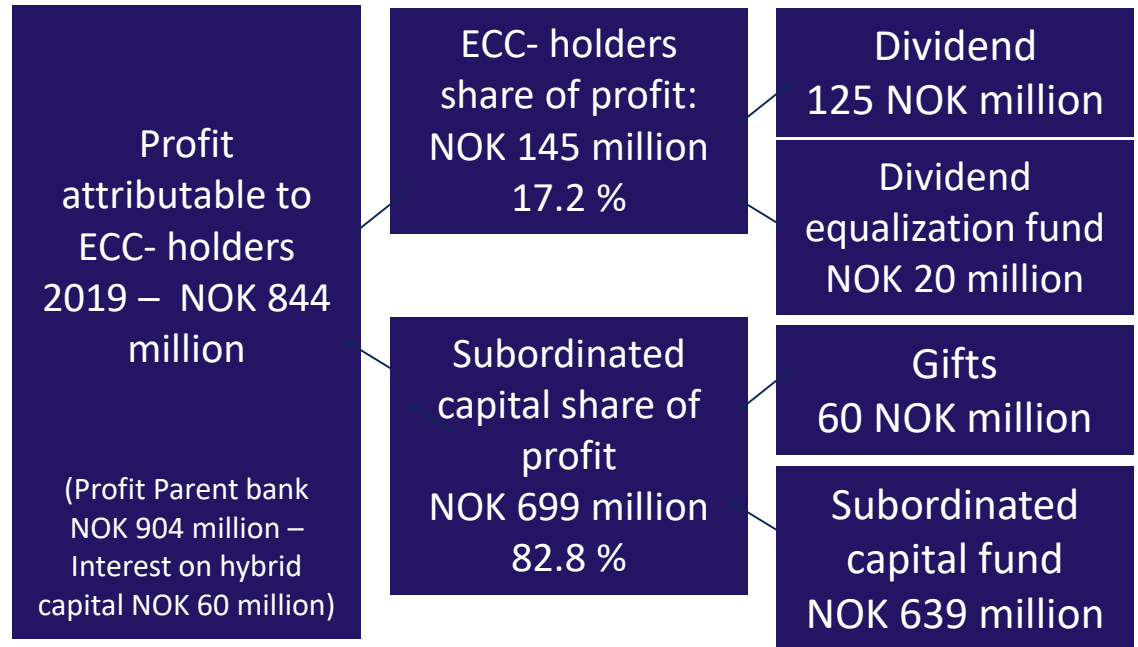 Profit
attributable to
ECC- holders
2019 – NOK 844
million
(Profit Parent bank
NOK 904 million –
Interest on hybrid
capital NOK 60 million)
ECC- holders
share of profit:
NOK 145 million
17.2 %
Subordinated
capital share of
profit
NOK 699 million
82.8 %
Dividend
125 NOK million
Dividend
equalization fund
NOK 20 million
Gifts
60 NOK million
Subordinated
capital fund
NOK 639 million